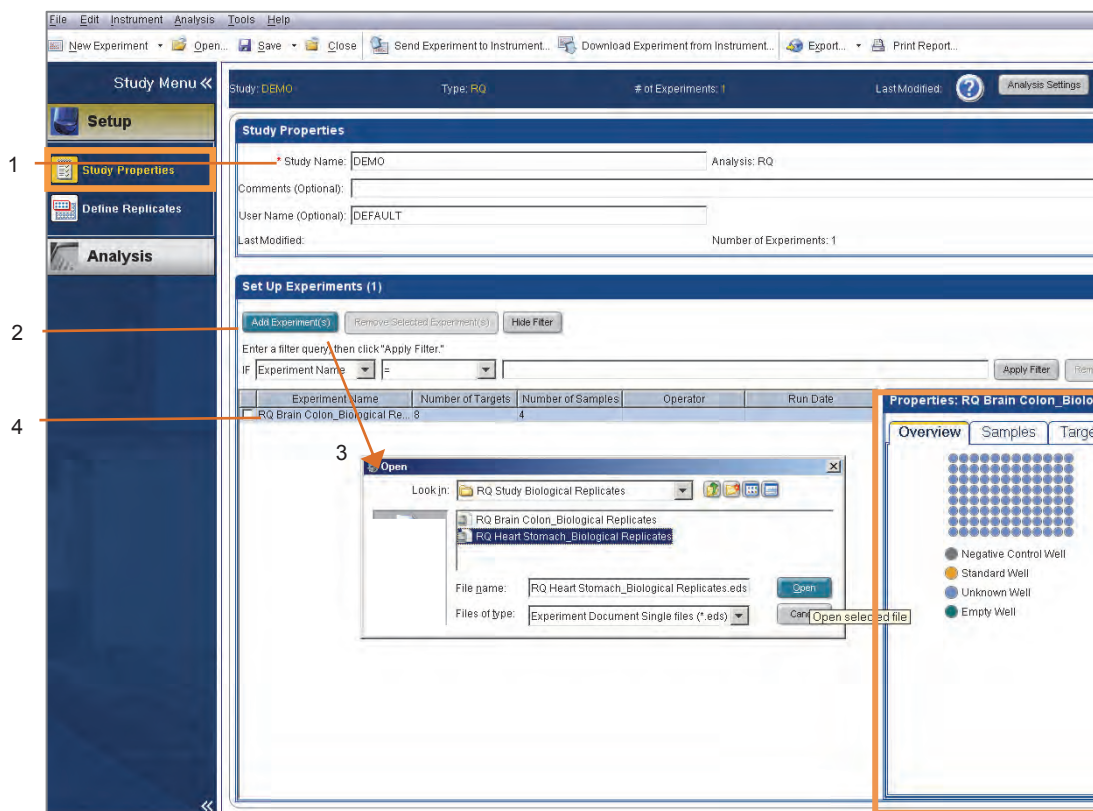 File Edit Instrument Analysis Tools Help
New Experiment Open... Save Close Send Experiment to Instrument... Download Experiment from Instrument... Export... Print Report...
Study Menu «
Study: DEMO Type: RQ # of Experiments: 1 Last Modified: ? Analysis Settings
Setup
Study Properties
1
* Study Name: DEMO Analysis: RQ
Study Properties
Comments (Optional):
Define Replicates
User Name (Optional): DEFAULT
Last Modified: Number of Experiments: 1
Analysis
Set Up Experiments (1)
2
Add Experiment(s) Remove Selected Experiment(s) Hide Filter
Enter a filter query, then click "Apply Filter."
IF Experiment Name = Apply Filter Rem
Experiment Name Number of Targets Number of Samples Operator Run Date
4
RQ Brain Colon_Biological Re... 8 4
Properties: RQ Brain Colon_Biolo
Overview Samples Targe
Negative Control Well
Standard Well
Unknown Well
Empty Well
3
Open
Look in: RQ Study Biological Replicates
RQ Brain Colon_Biological Replicates
RQ Heart Stomach_Biological Replicates
File name: RQ Heart Stomach_Biological Replicates.eds Open
Files of type: Experiment Document Single files (*.eds) Canc
Open selected file
«